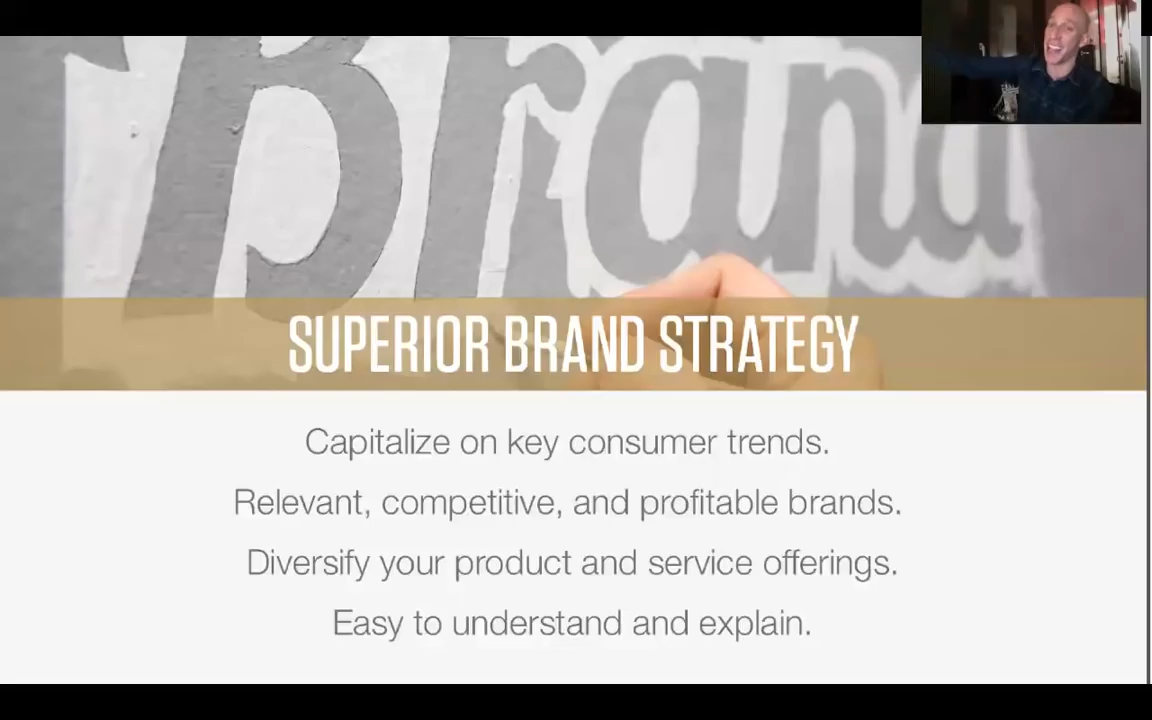 Brand
SUPERIOR BRAND STRATEGY
Capitalize on key consumer trends.
Relevant, competitive, and profitable brands.
Diversify your product and service offerings.
Easy to understand and explain.